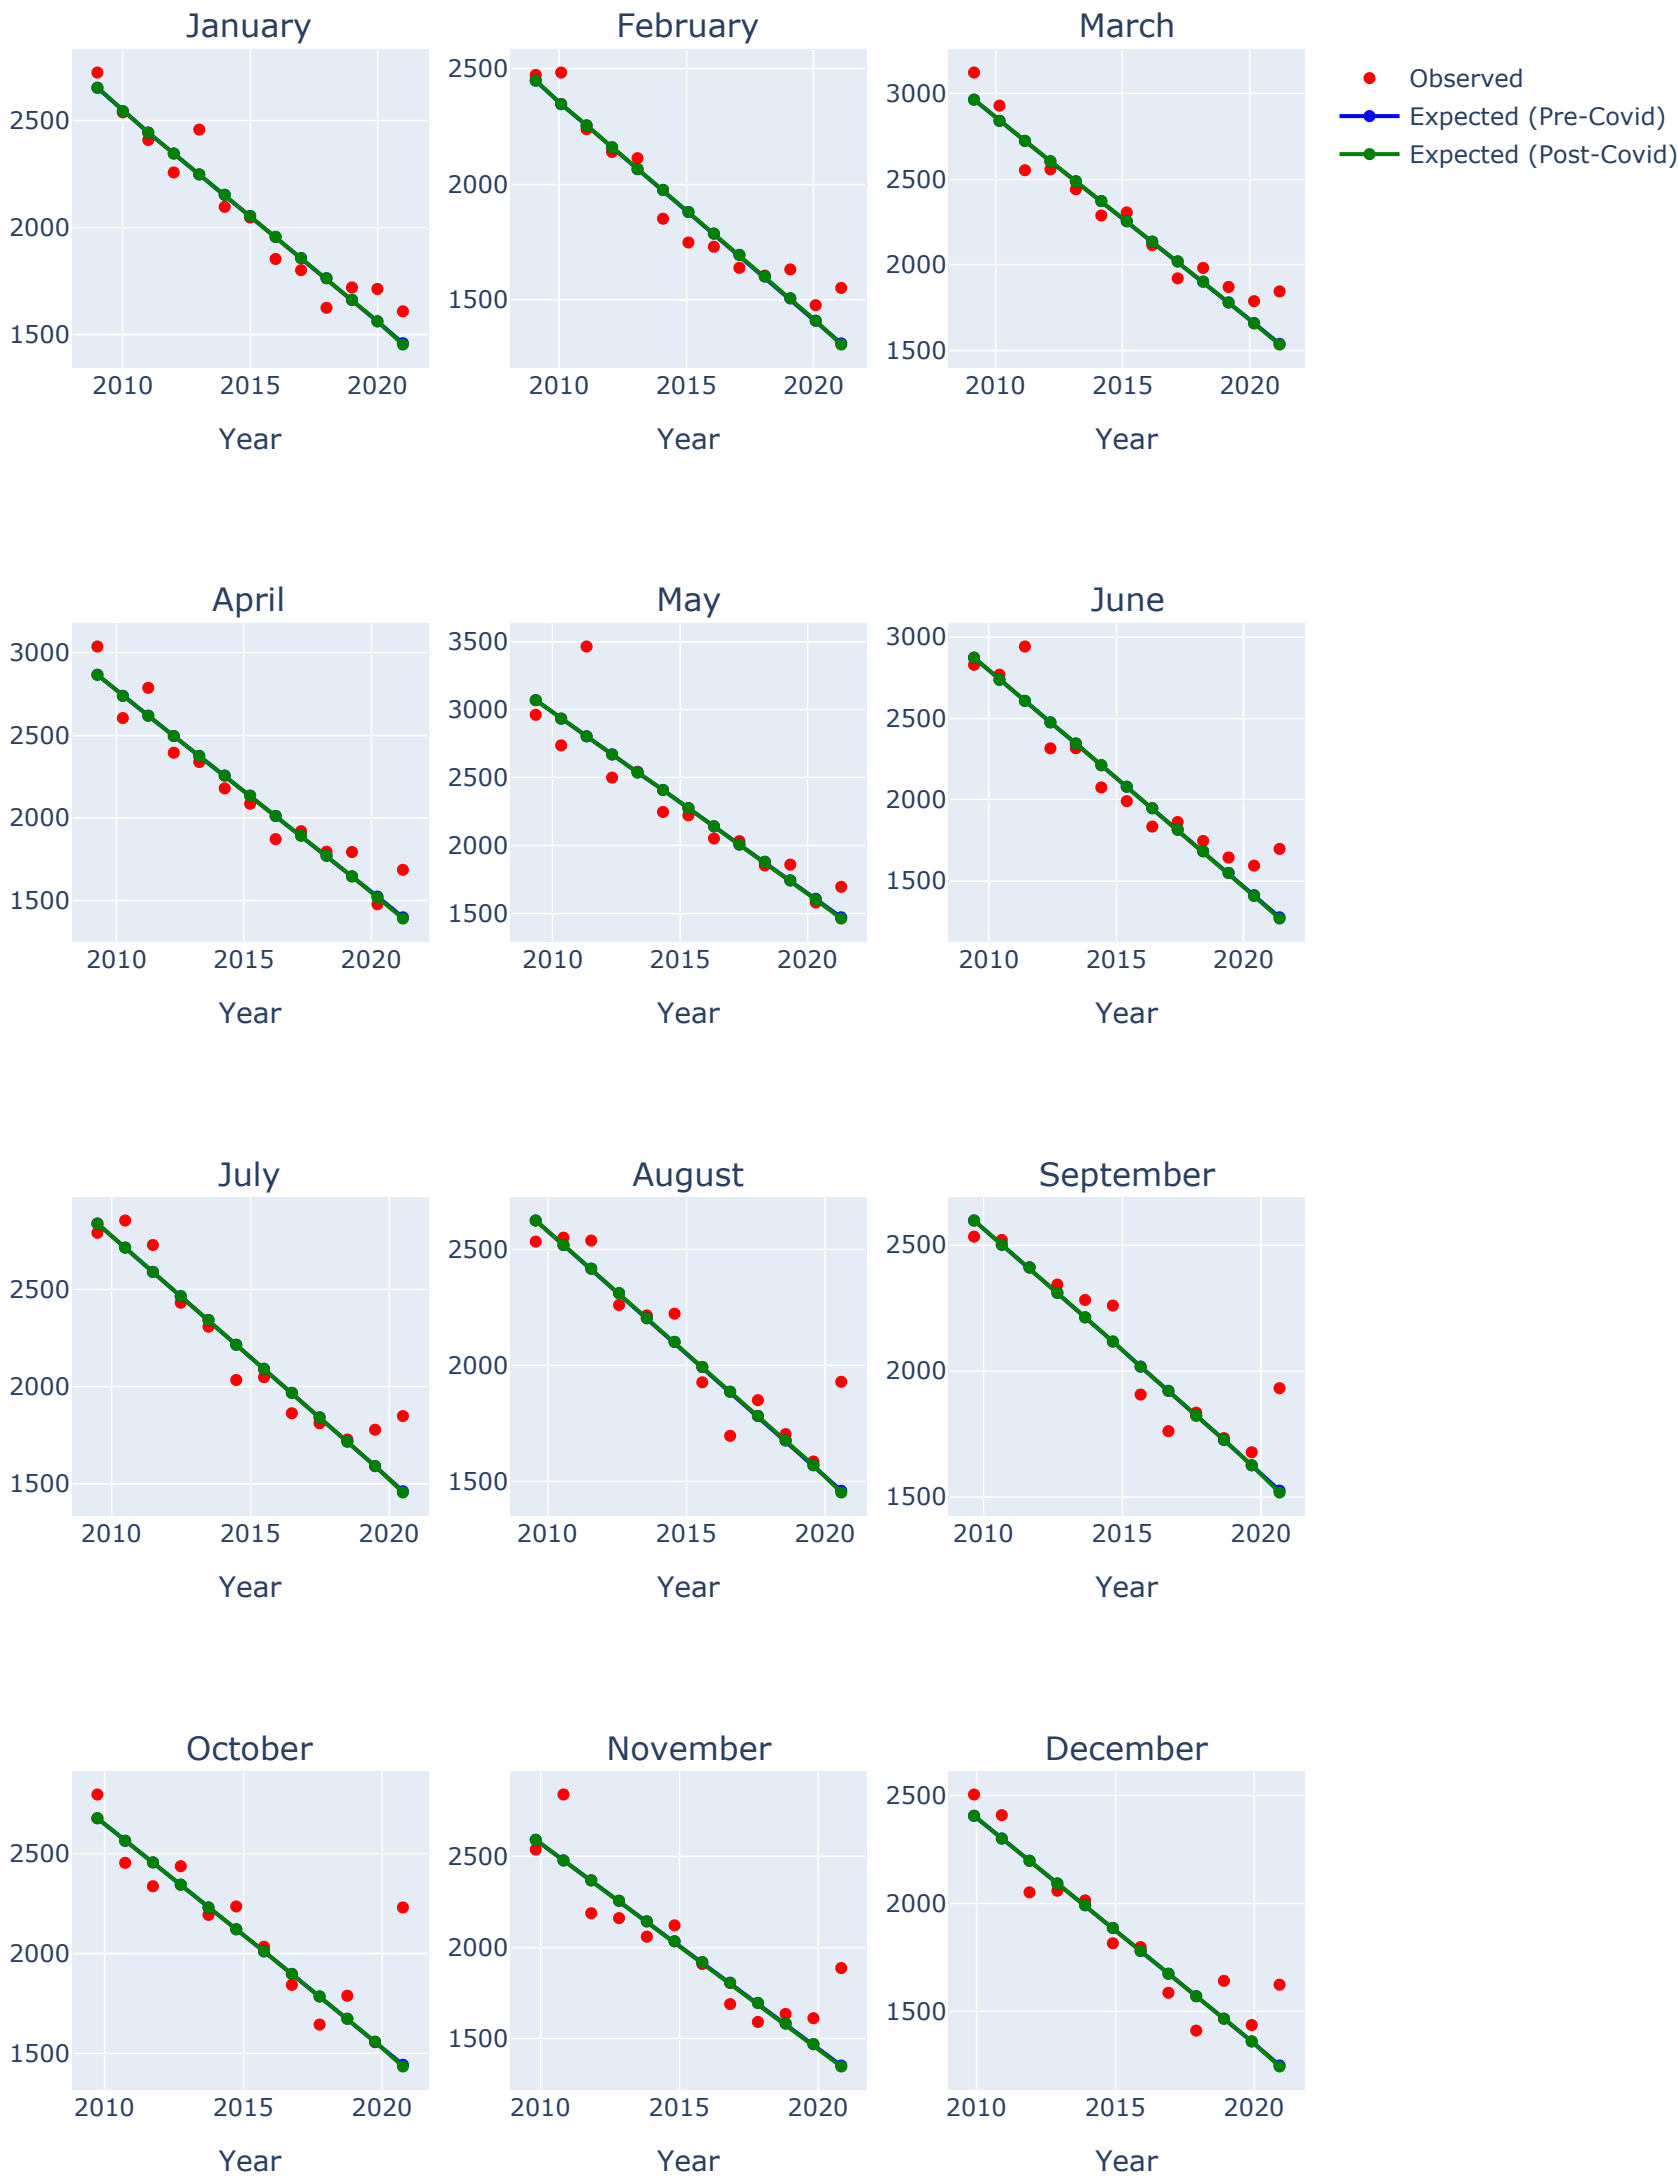 January
February
March
Observed
Expected (Pre-Covid)
Expected (Post-Covid)
2500
2000
1500
2010 2015 2020
Year
2500
2000
1500
2010 2015 2020
Year
3000
2500
2000
1500
2010 2015 2020
Year
April
May
June
3000
2500
2000
1500
2010 2015 2020
Year
3500
3000
2500
2000
1500
2010 2015 2020
Year
3000
2500
2000
1500
2010 2015 2020
Year
July
August
September
2500
2000
1500
2010 2015 2020
Year
2500
2000
1500
2010 2015 2020
Year
2500
2000
1500
2010 2015 2020
Year
October
November
December
2500
2000
1500
2010 2015 2020
Year
2500
2000
1500
2010 2015 2020
Year
2500
2000
1500
2010 2015 2020
Year